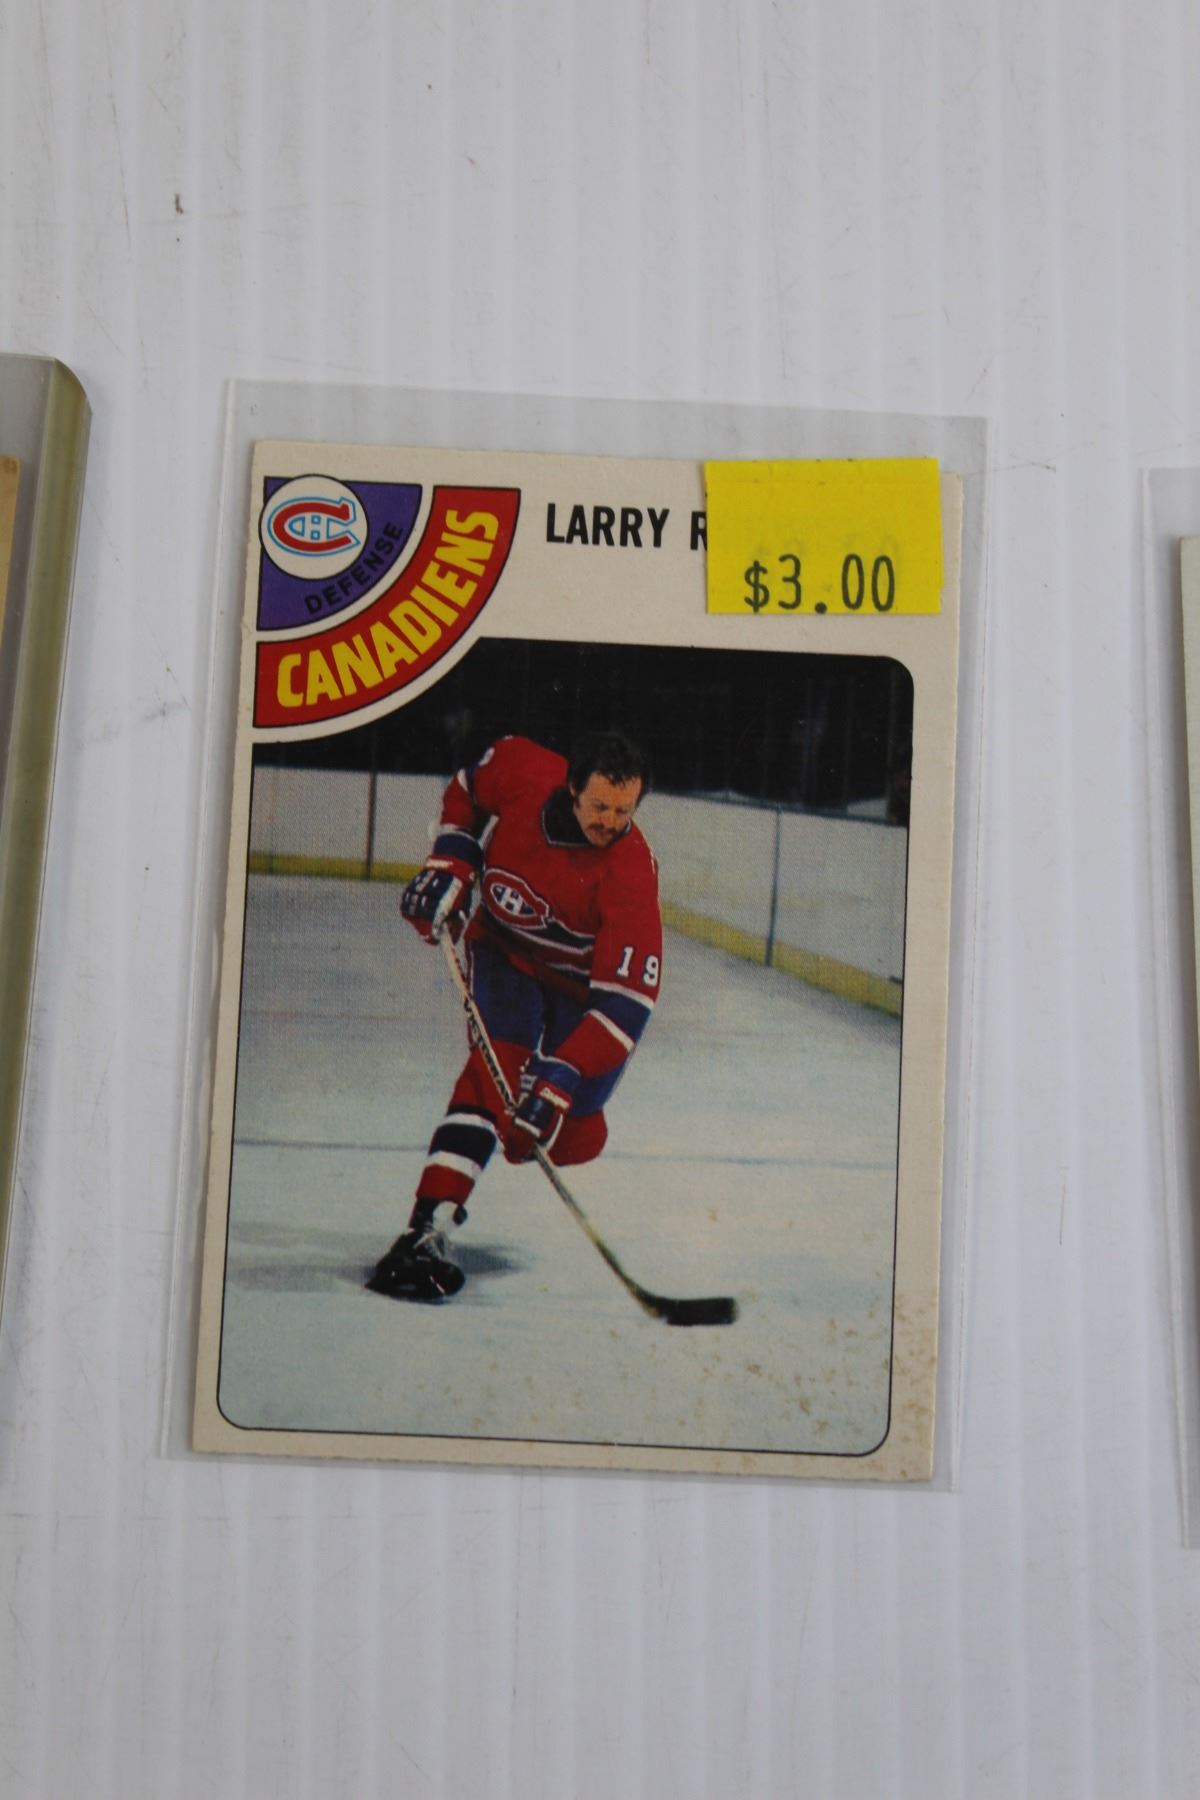 DEFENSE
CANADIENS
LARRY R
$3.00
19